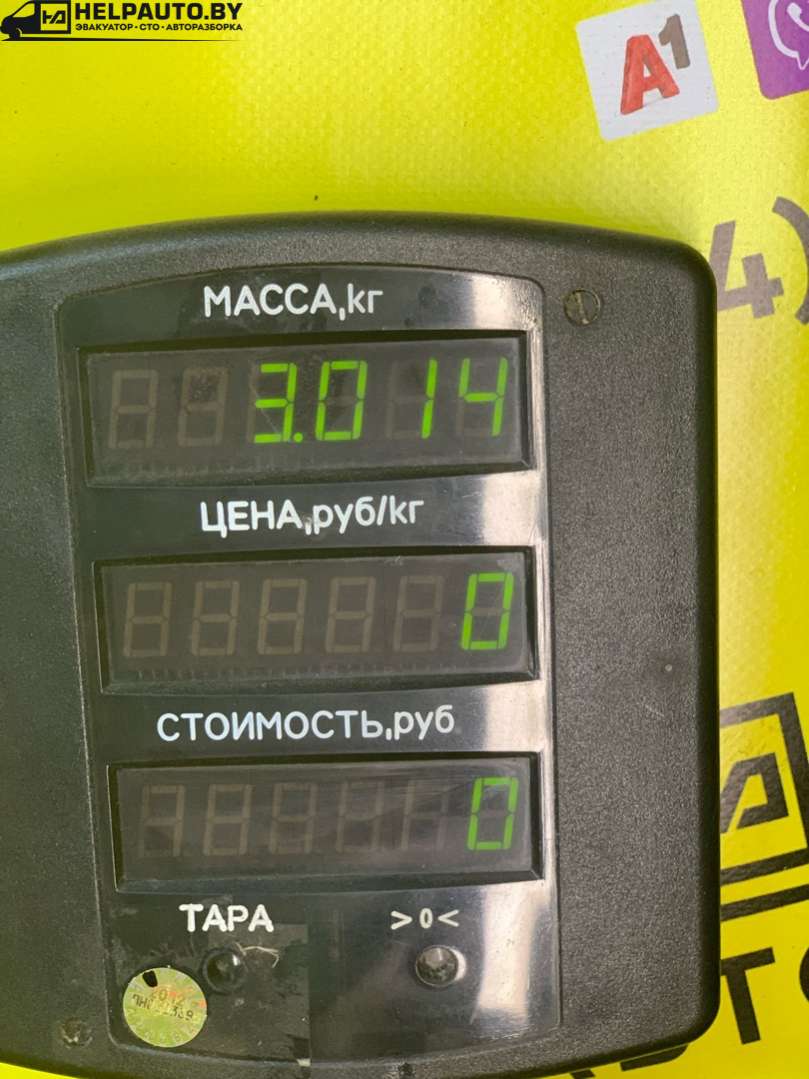 HELPAUTO.BY
ЭВАКУАТОР•СТО•АВТОРАЗБОРКА
A1
4)
МАССА,кг
3.014
ЦЕНА,руб/кг
0
СТОИМОСТЬ,руб
0
ТАРА >0<